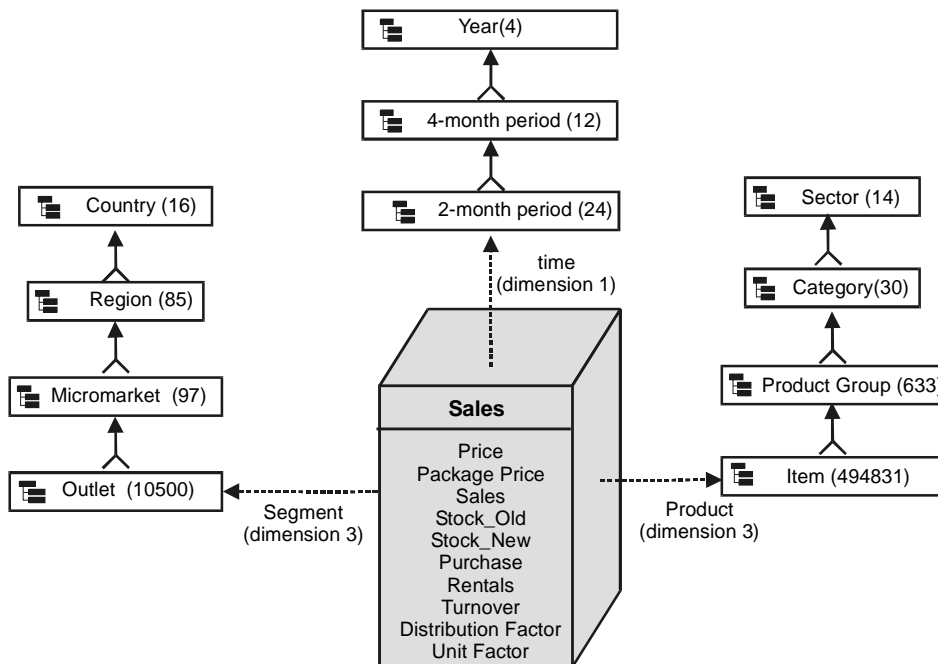 Year(4)
4-month period (12)
2-month period (24)
time
(dimension 1)
Country (16)
Region (85)
Micromarket (97)
Outlet (10500)
Segment
(dimension 3)
Sector (14)
Category(30)
Product Group (633)
Item (494831)
Product
(dimension 3)
Sales
Price
Package Price
Sales
Stock_Old
Stock_New
Purchase
Rentals
Turnover
Distribution Factor
Unit Factor